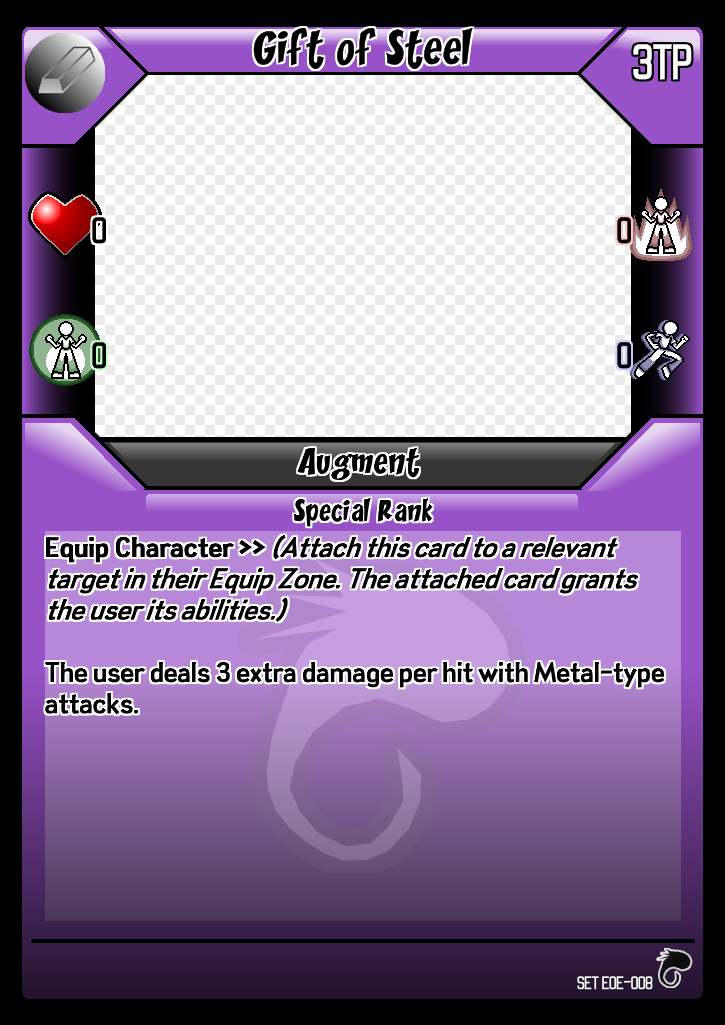 Gift of Steel
3TP
0
0
0
0
Augment
Special Rank
Equip Character >> (Attach this card to a relevant
target in their Equip Zone. The attached card grants
the user its abilities.)
The user deals 3 extra damage per hit with Metal-type
attacks.
SET EOE-008